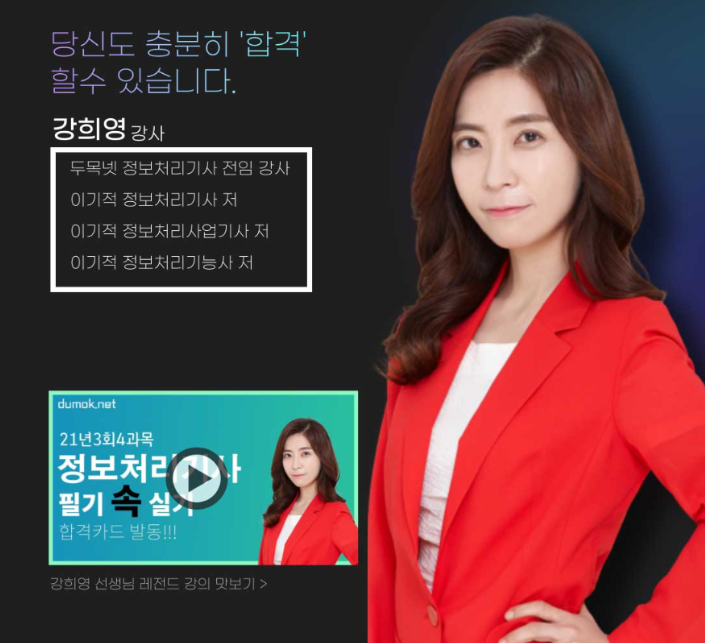 당신도 충분히 '합격'
할수 있습니다.
강희영 강사
두목넷 정보처리기사 전임 강사
이기적 정보처리기사 저
이기적 정보처리사업기사 저
이기적 정보처리기능사 저
dumok.net
21년3회4과목
정보처리기사
필기 속 실기
합격카드 발동!!!
강희영 선생님 레전드 강의 맛보기 >